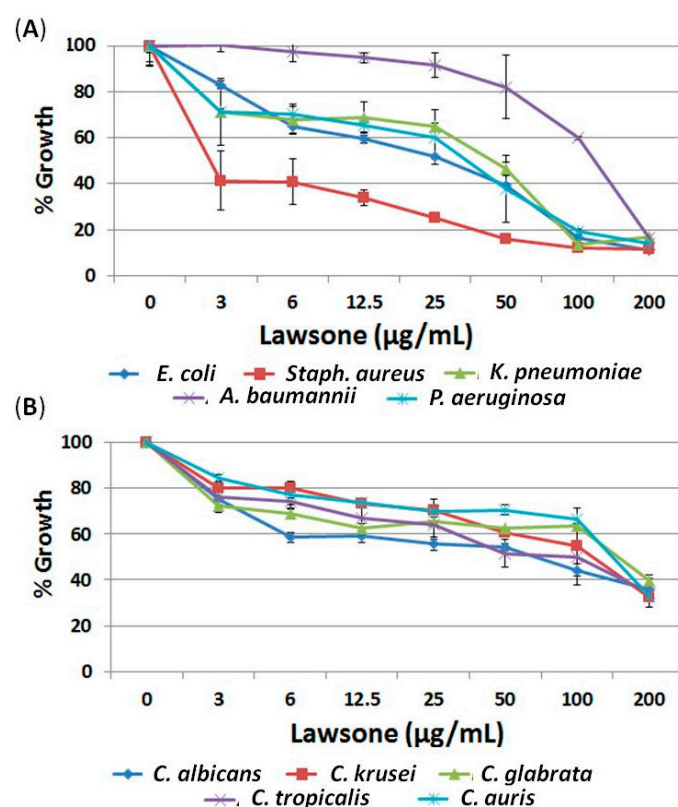 (A)
100
80
60
40
20
0
% Growth
0 3 6 12.5 25 50 100 200
Lawsone (µg/mL)
E. coli Staph. aureus K. pneumoniae
A. baumannii P. aeruginosa
(B)
100
80
60
40
20
0
% Growth
0 3 6 12.5 25 50 100 200
Lawsone (µg/mL)
C. albicans C. krusei C. glabrata
C. tropicalis C. auris